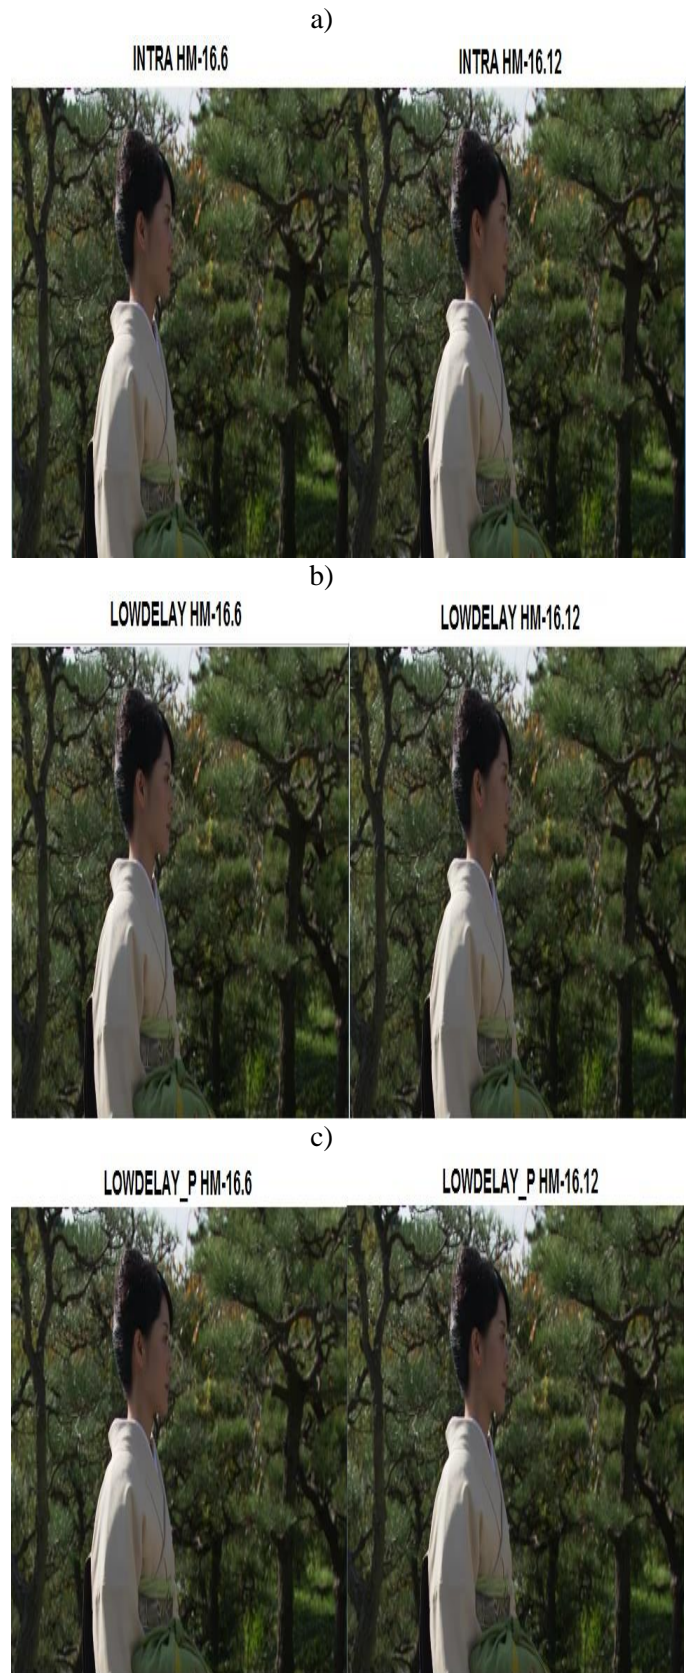 a)
INTRA HM-16.6 INTRA HM-16.12
b)
LOWDELAY HM-16.6 LOWDELAY HM-16.12
c)
LOWDELAY_P HM-16.6 LOWDELAY_P HM-16.12